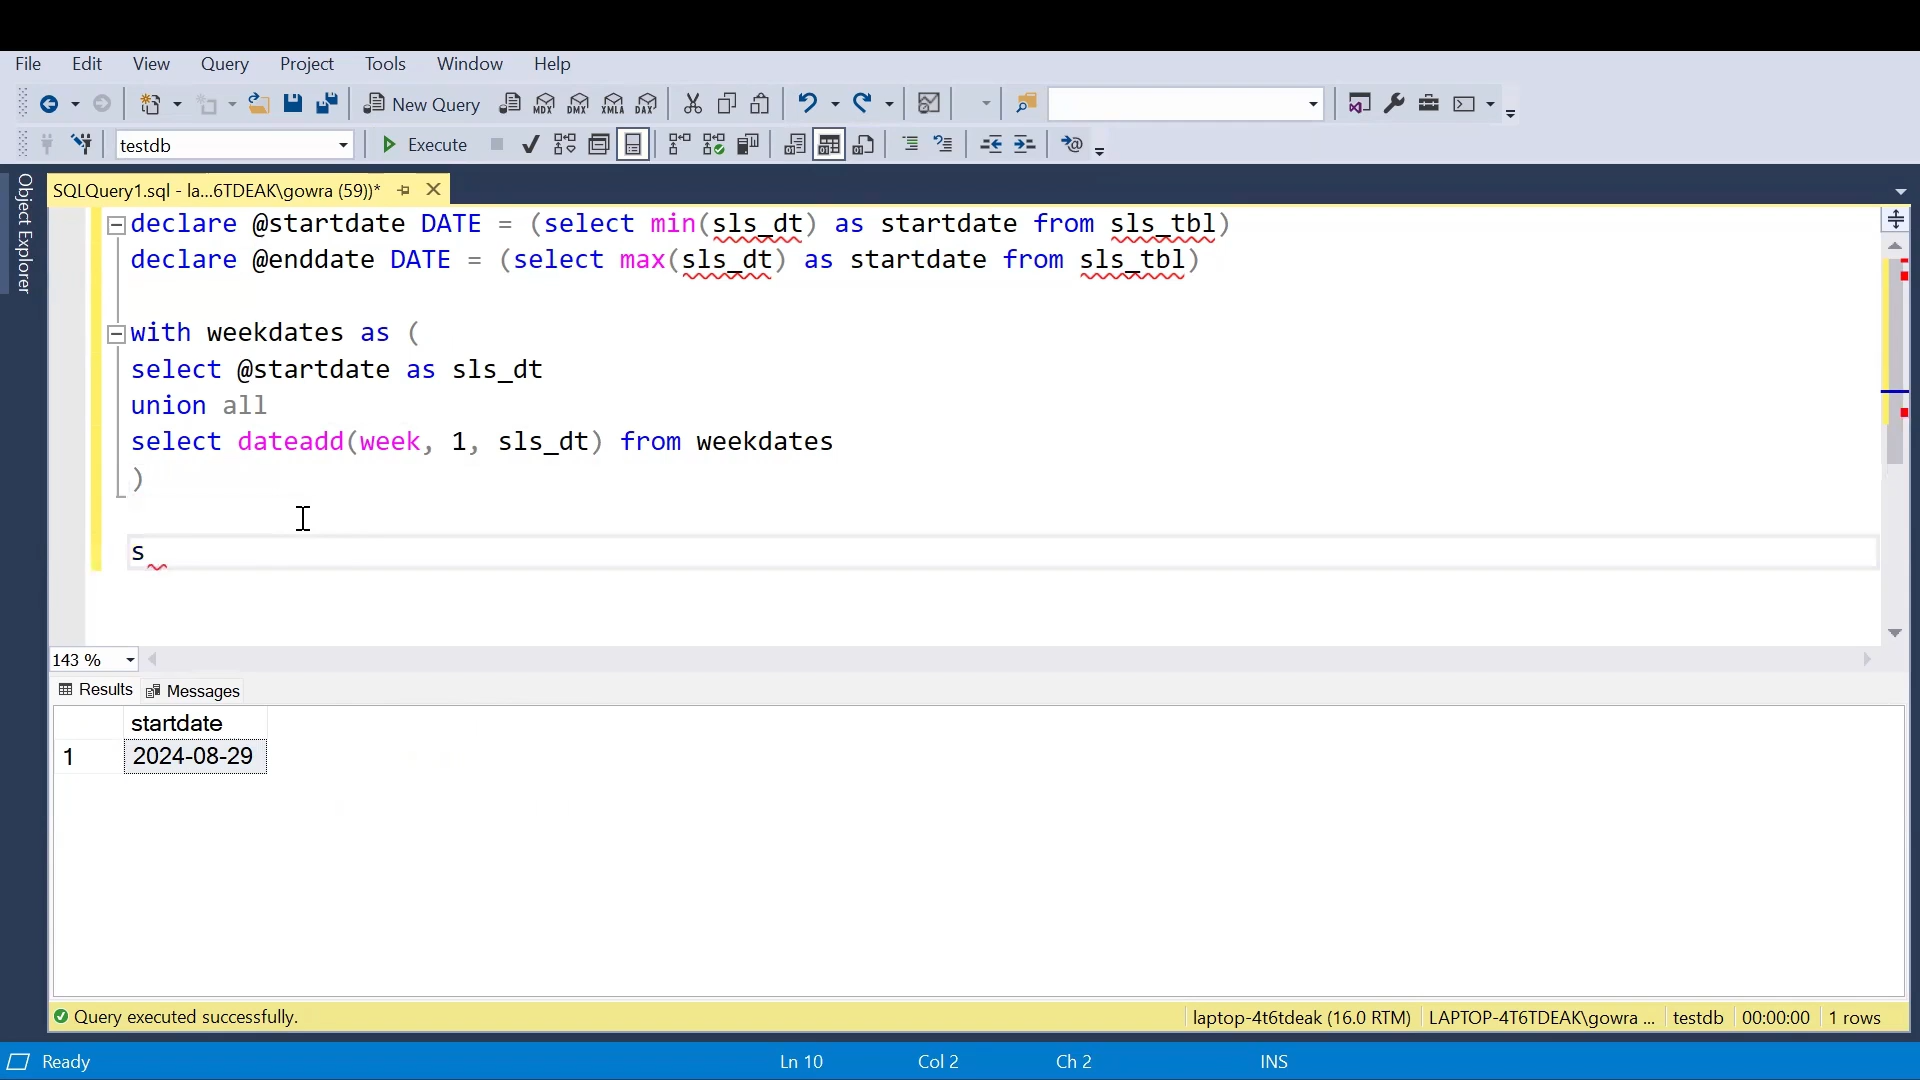 File Edit View Query Project Tools Window Help
New Query MDX DMX XMLA DAX
testdb Execute
SQLQuery1.sql - la...6TDEAK\gowra (59))*
Object Explorer
declare @startdate DATE = (select min(sls_dt) as startdate from sls_tbl)
declare @enddate DATE = (select max(sls_dt) as startdate from sls_tbl)
with weekdates as (
select @startdate as sls_dt
union all
select dateadd(week, 1, sls_dt) from weekdates
)
s
143 %
Results Messages
startdate
1 2024-08-29
Query executed successfully. laptop-4t6tdeak (16.0 RTM) LAPTOP-4T6TDEAK\gowra ... testdb 00:00:00 1 rows
Ready Ln 10 Col 2 Ch 2 INS